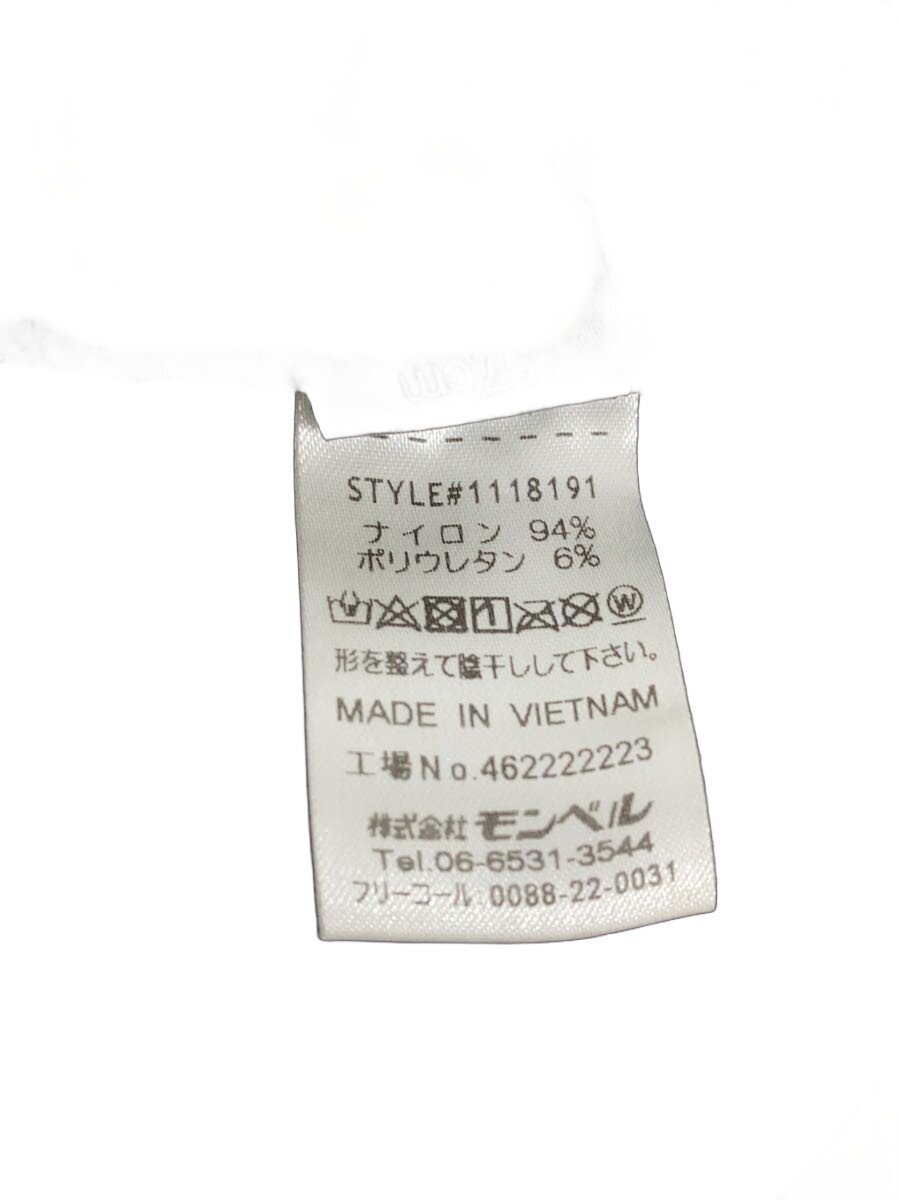 57cm
STYLE#1118191
ナイロン 94%
ポリウレタン 6%
W
形を整えて陰干しして下さい。
MADE IN VIETNAM
工場No.462222223
株式会社 モンベル
Tel.06-6531-3544
フリーコール:0088-22-0031